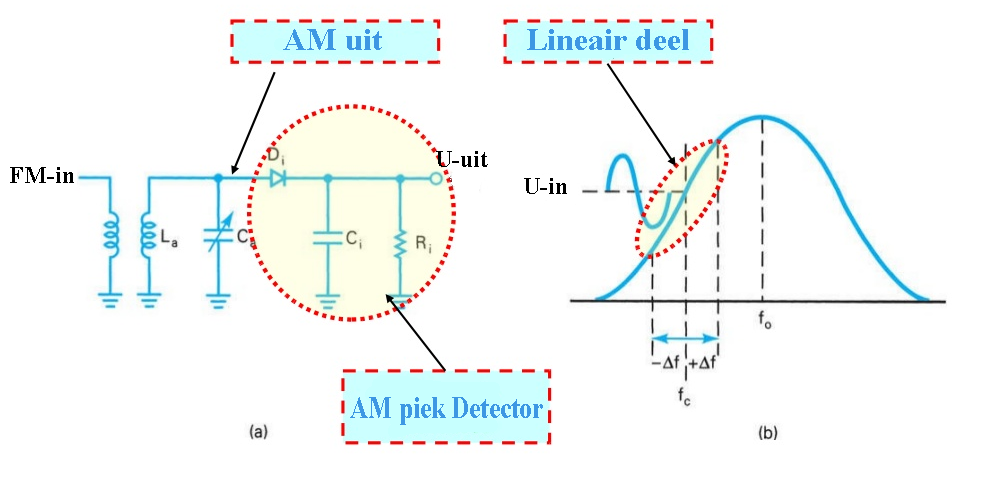 AM uit
Lineair deel
FM-in
Dᵢ
U-uit
Lₐ
Cₐ
Cᵢ
Rᵢ
U-in
fₒ
-Δf
+Δf
f꜀
AM piek Detector
(a)
(b)